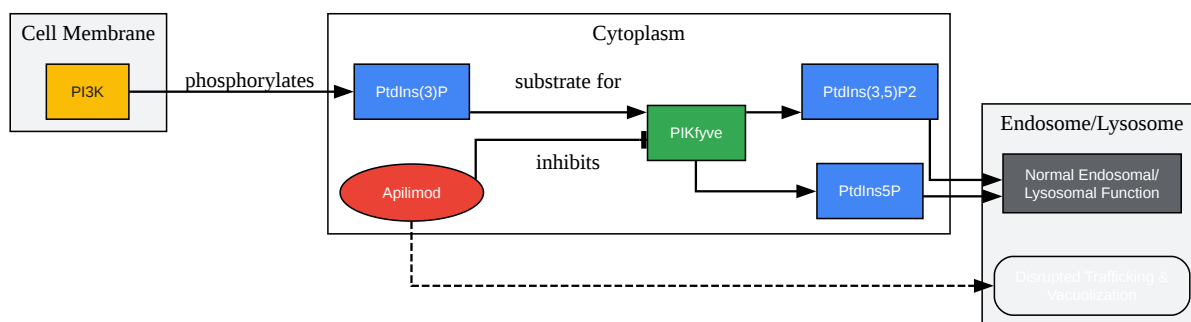 Cell Membrane
PI3K
phosphorylates
Cytoplasm
PtdIns(3)P
substrate for
PIKfyve
PtdIns(3,5)P2
Apilimod
inhibits
PtdIns5P
Endosome/Lysosome
Normal Endosomal/
Lysosomal Function
Disrupted Trafficking &
Vacuolization